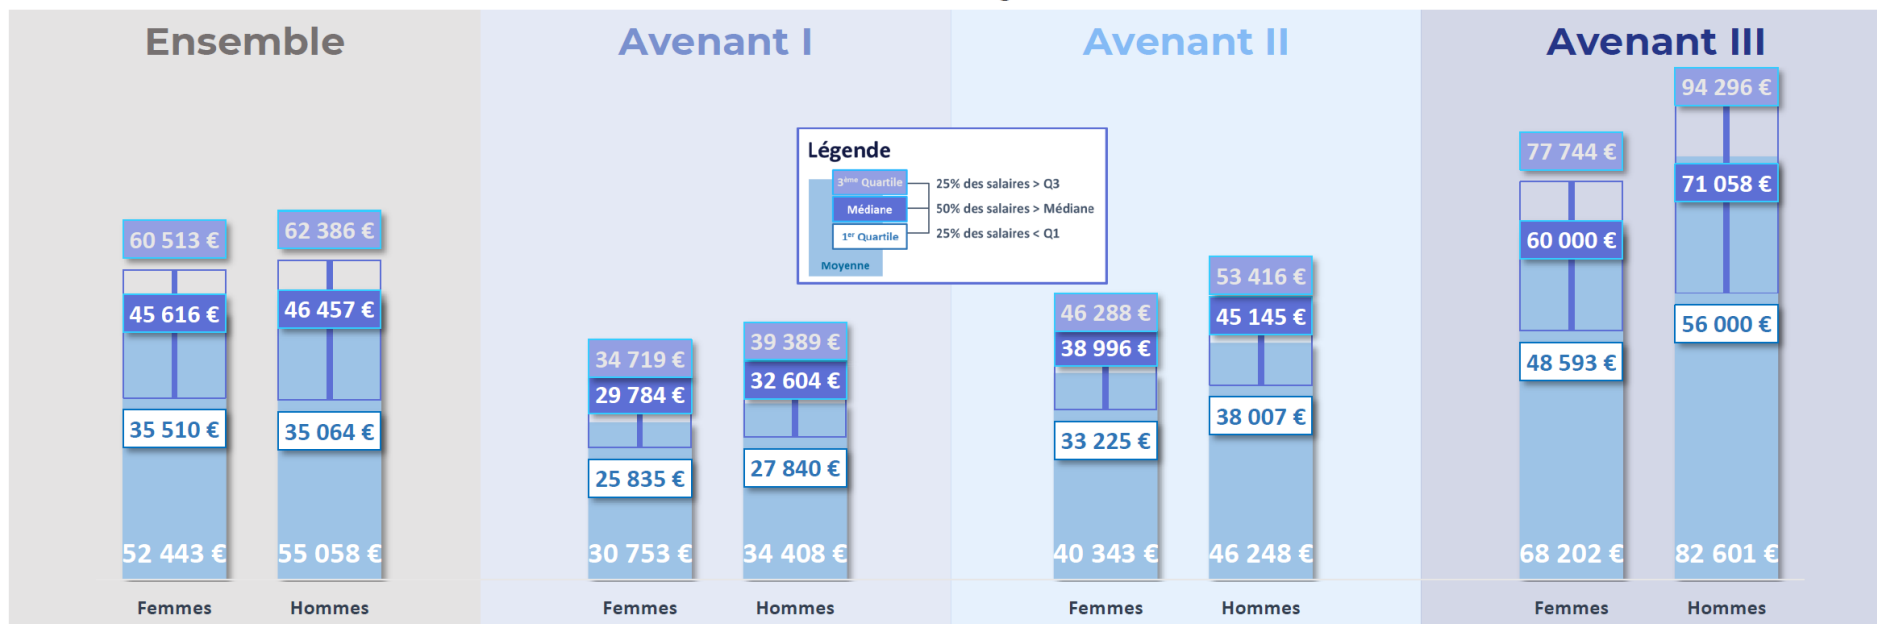 Ensemble
60 513 €
62 386 €
45 616 €
46 457 €
35 510 €
35 064 €
52 443 €
55 058 €
Femmes
Hommes
Avenant I
34 719 €
39 389 €
29 784 €
32 604 €
25 835 €
27 840 €
30 753 €
34 408 €
Femmes
Hommes
Légende
3ème Quartile
25% des salaires > Q3
Médiane
50% des salaires > Médiane
1er Quartile
25% des salaires < Q1
Moyenne
Avenant II
46 288 €
53 416 €
38 996 €
45 145 €
33 225 €
38 007 €
40 343 €
46 248 €
Femmes
Hommes
Avenant III
77 744 €
94 296 €
60 000 €
71 058 €
48 593 €
56 000 €
68 202 €
82 601 €
Femmes
Hommes